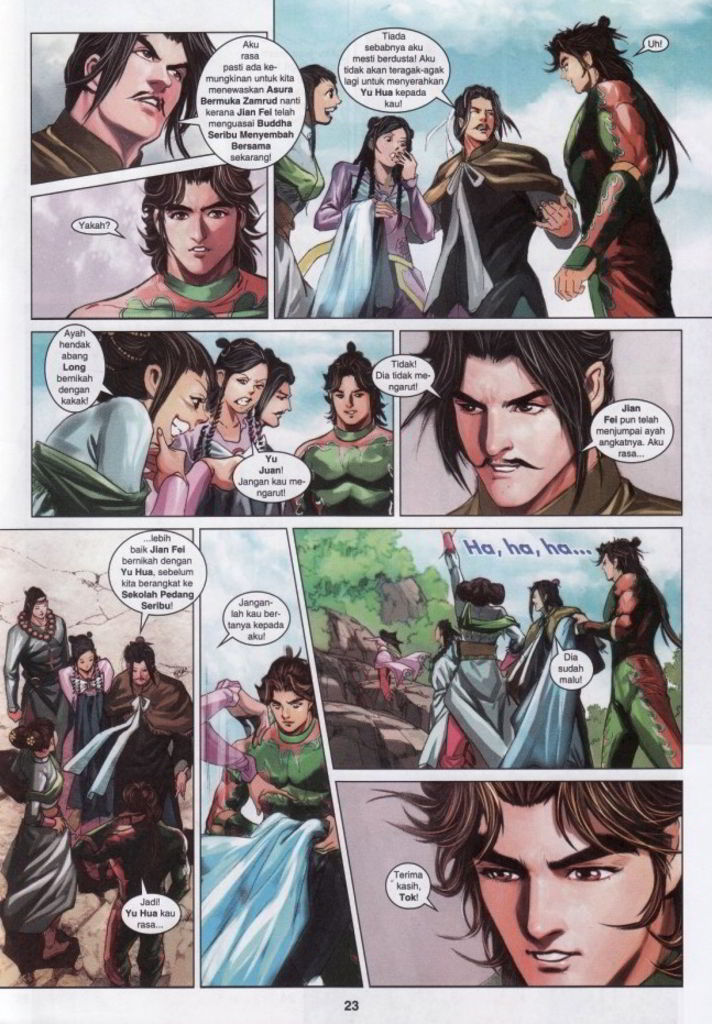 Aku
rasa
pasti ada ke-
mungkinan untuk kita
menewaskan Asura
Bermuka Zamrud nanti
kerana Jian Fei telah
menguasai Buddha
Seribu Menyembah
Bersama
sekarang!
Tiada
sebabnya aku
mesti berdusta! Aku
tidak akan teragak-agak
lagi untuk menyerahkan
Yu Hua kepada
kau!
Uh!
Yakah?
Ayah
hendak
abang
Long
bernikah
dengan
kakak!
Yu
Juan!
Jangan kau me-
ngarut!
Tidak!
Dia tidak me-
ngarut!
Jian
Fei pun telah
menjumpai ayah
angkatnya. Aku
rasa...
...lebih
baik Jian Fei
bernikah dengan
Yu Hua, sebelum
kita berangkat ke
Sekolah Pedang
Seribu!
Jadi!
Yu Hua kau
rasa...
Jangan-
lah kau ber-
tanya kepada
aku!
Ha, ha, ha...
Dia
sudah
malu!
Terima
kasih,
Tok!
23